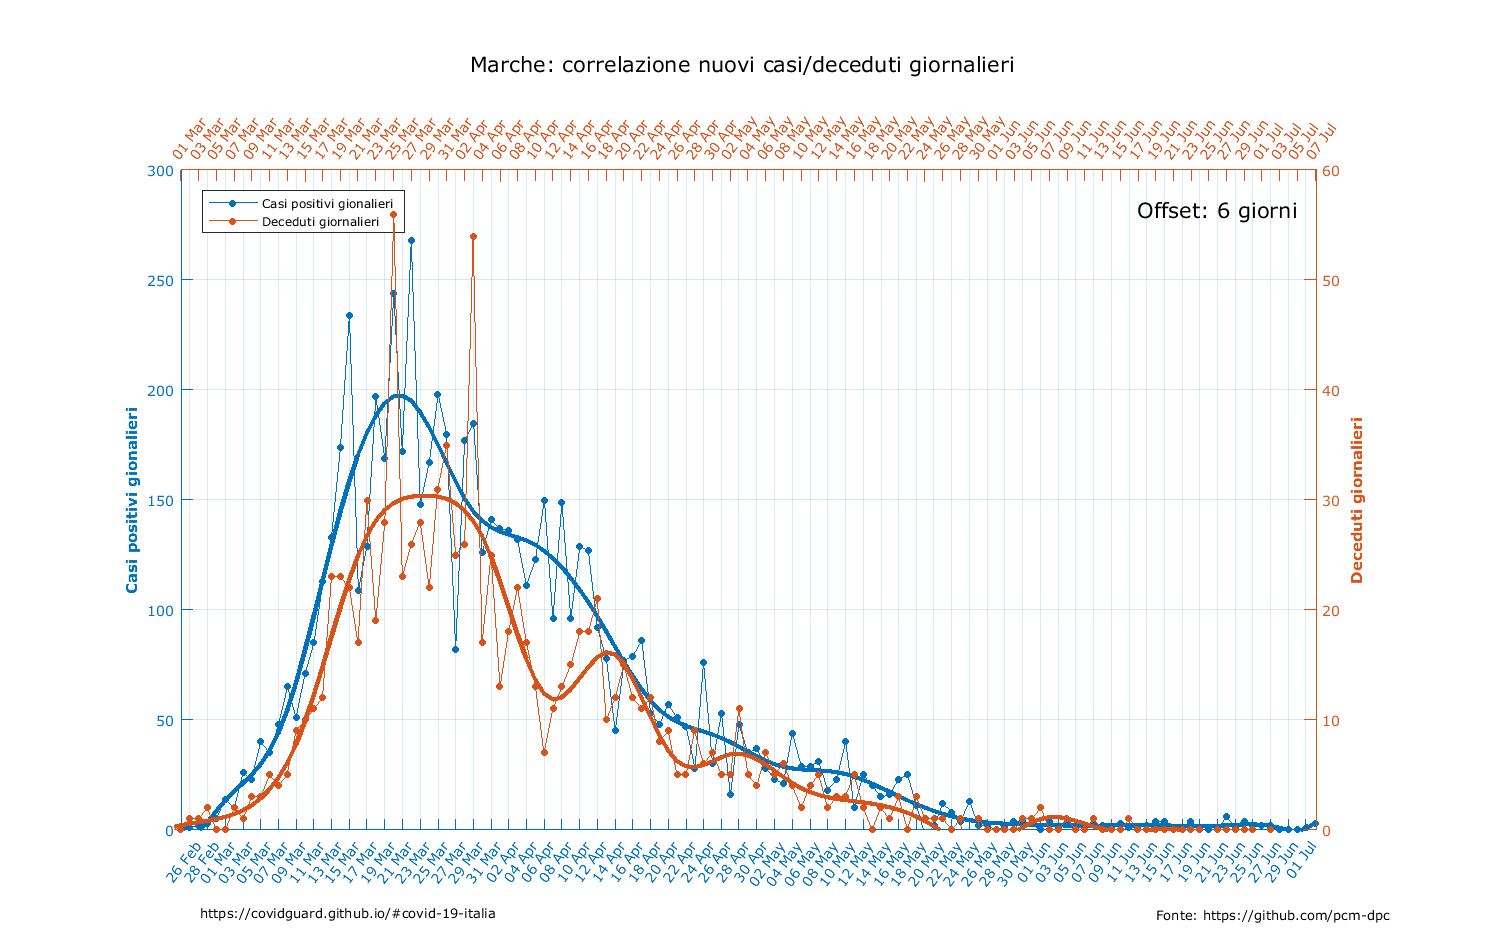 Marche: correlazione nuovi casi/deceduti giornalieri
01 Mar
03 Mar
05 Mar
07 Mar
09 Mar
11 Mar
13 Mar
15 Mar
17 Mar
19 Mar
21 Mar
23 Mar
25 Mar
27 Mar
29 Mar
31 Mar
02 Apr
04 Apr
06 Apr
08 Apr
10 Apr
12 Apr
14 Apr
16 Apr
18 Apr
20 Apr
22 Apr
24 Apr
26 Apr
28 Apr
30 Apr
02 May
04 May
06 May
08 May
10 May
12 May
14 May
16 May
18 May
20 May
22 May
24 May
26 May
28 May
30 May
01 Jun
03 Jun
05 Jun
07 Jun
09 Jun
11 Jun
13 Jun
15 Jun
17 Jun
19 Jun
21 Jun
23 Jun
25 Jun
27 Jun
29 Jun
01 Jul
03 Jul
05 Jul
07 Jul
300
250
200
150
100
50
0
Casi positivi gionalieri
Casi positivi gionalieri
Deceduti giornalieri
Offset: 6 giorni
60
50
40
30
20
10
0
Deceduti giornalieri
26 Feb
28 Feb
01 Mar
03 Mar
05 Mar
07 Mar
09 Mar
11 Mar
13 Mar
15 Mar
17 Mar
19 Mar
21 Mar
23 Mar
25 Mar
27 Mar
29 Mar
31 Mar
02 Apr
04 Apr
06 Apr
08 Apr
10 Apr
12 Apr
14 Apr
16 Apr
18 Apr
20 Apr
22 Apr
24 Apr
26 Apr
28 Apr
30 Apr
02 May
04 May
06 May
08 May
10 May
12 May
14 May
16 May
18 May
20 May
22 May
24 May
26 May
28 May
30 May
01 Jun
03 Jun
05 Jun
07 Jun
09 Jun
11 Jun
13 Jun
15 Jun
17 Jun
19 Jun
21 Jun
23 Jun
25 Jun
27 Jun
29 Jun
01 Jul
https://covidguard.github.io/#covid-19-italia
Fonte: https://github.com/pcm-dpc